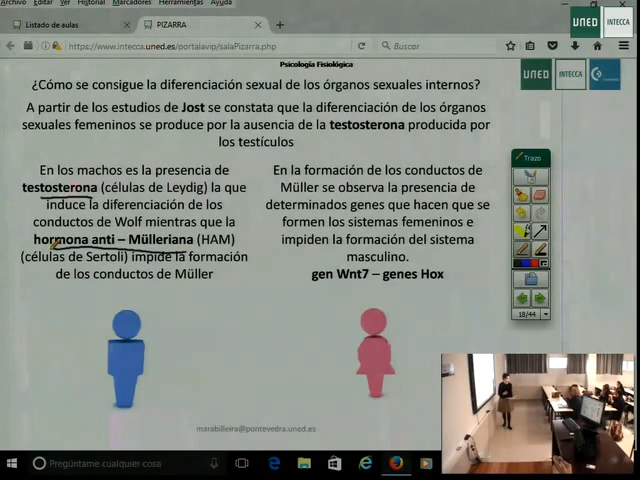 Archivo Editar Ver Historial Marcadores Herramientas Ayuda
Listado de aulas
PIZARRA
https://www.intecca.uned.es/portalavip/salaPizarra.php
Buscar
UNED INTECCA
Psicología Fisiológica
UNED INTECCA
¿Cómo se consigue la diferenciación sexual de los órganos sexuales internos?
A partir de los estudios de Jost se constata que la diferenciación de los órganos
sexuales femeninos se produce por la ausencia de la testosterona producida por
los testículos
En los machos es la presencia de
testosterona (células de Leydig) la que
induce la diferenciación de los
conductos de Wolf mientras que la
hormona anti – Mülleriana (HAM)
(células de Sertoli) impide la formación
de los conductos de Müller
En la formación de los conductos de
Müller se observa la presencia de
determinados genes que hacen que se
formen los sistemas femeninos e
impiden la formación del sistema
masculino.
gen Wnt7 – genes Hox
Trazo
18/44
marabilleira@pontevedra.uned.es
Pregúntame cualquier cosa